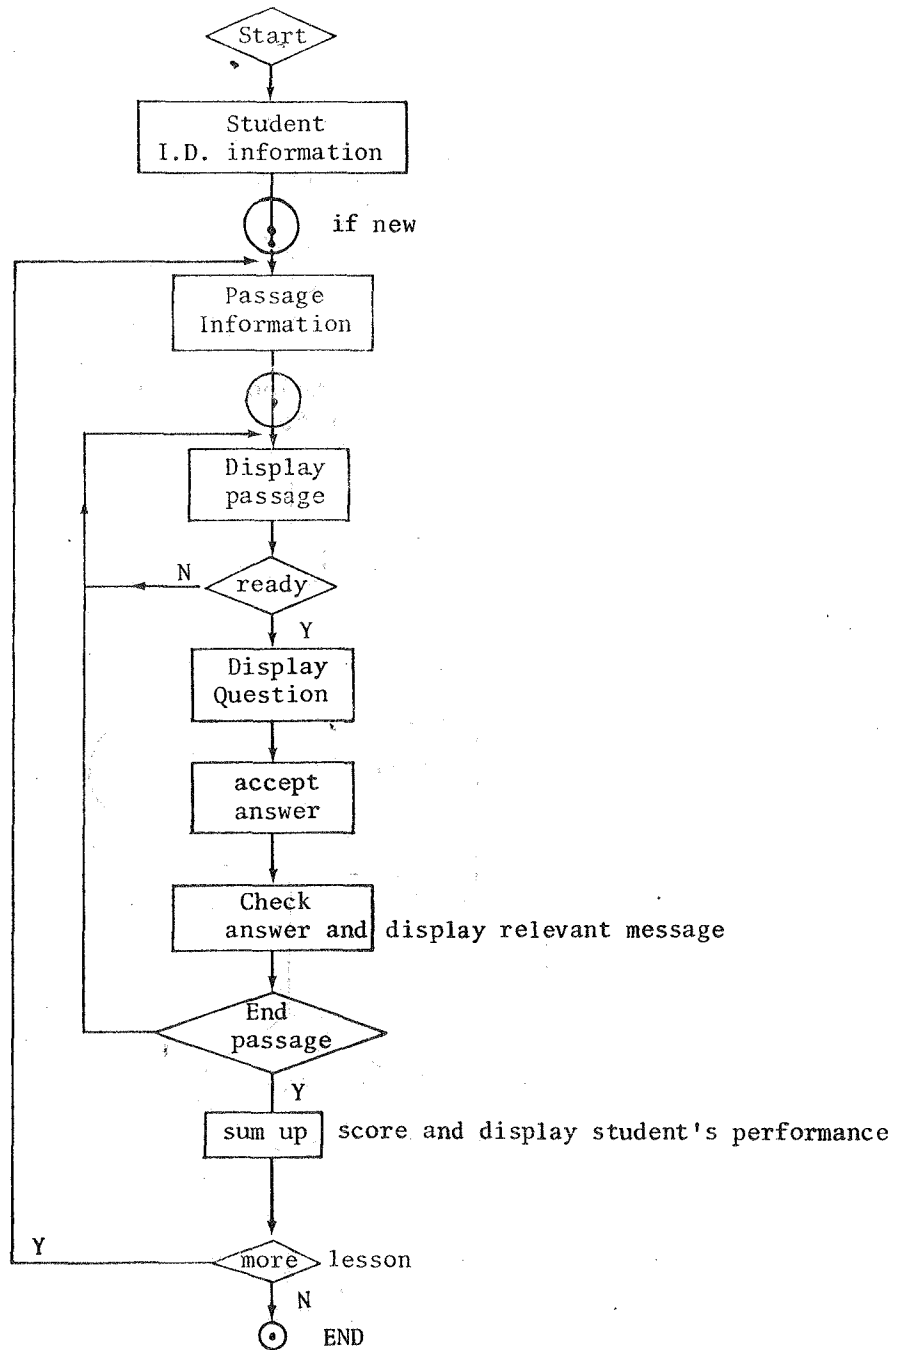 Start
Student
I.D. information
if new
Passage
Information
Display
passage
N
ready
Y
Display
Question
accept
answer
Check
answer and display relevant message
End
passage
Y
sum up score and display student's performance
Y
more lesson
N
END